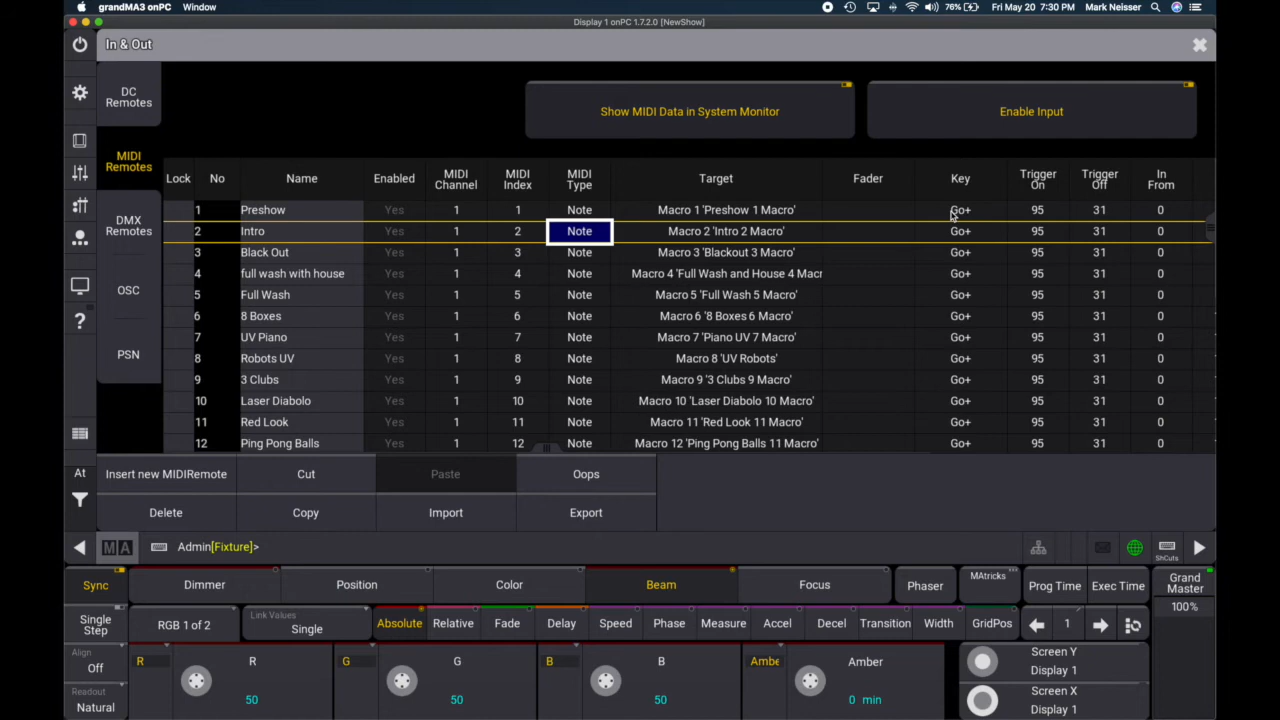 grandMA3 onPC Window 76% Fri May 20 7:30 PM Mark Neisser
Display 1 onPC 1.7.2.0 [NewShow]
In & Out
DC Remotes
MIDI Remotes
DMX Remotes
OSC
PSN
Show MIDI Data in System Monitor Enable Input
Lock No Name Enabled MIDI Channel MIDI Index MIDI Type Target Fader Key Trigger On Trigger Off In From
1 Preshow Yes 1 1 Note Macro 1 'Preshow 1 Macro' Go+ 95 31 0
2 Intro Yes 1 2 Note Macro 2 'Intro 2 Macro' Go+ 95 31 0
3 Black Out Yes 1 3 Note Macro 3 'Blackout 3 Macro' Go+ 95 31 0
4 full wash with house Yes 1 4 Note Macro 4 'Full Wash and House 4 Macr Go+ 95 31 0
5 Full Wash Yes 1 5 Note Macro 5 'Full Wash 5 Macro' Go+ 95 31 0
6 8 Boxes Yes 1 6 Note Macro 6 '8 Boxes 6 Macro' Go+ 95 31 0
7 UV Piano Yes 1 7 Note Macro 7 'Piano UV 7 Macro' Go+ 95 31 0
8 Robots UV Yes 1 8 Note Macro 8 'UV Robots' Go+ 95 31 0
9 3 Clubs Yes 1 9 Note Macro 9 '3 Clubs 9 Macro' Go+ 95 31 0
10 Laser Diabolo Yes 1 10 Note Macro 10 'Laser Diabolo 10 Macro' Go+ 95 31 0
11 Red Look Yes 1 11 Note Macro 11 'Red Look 11 Macro' Go+ 95 31 0
12 Ping Pong Balls Yes 1 12 Note Macro 12 'Ping Pong Balls 11 Macro' Go+ 95 31 0
At
Insert new MIDIRemote Cut Paste Oops
Delete Copy Import Export
MA Admin[Fixture]> ShCuts
Sync Dimmer Position Color Beam Focus Phaser MAtricks Prog Time Exec Time Grand Master 100%
Single Step RGB 1 of 2 Link Values Single Absolute Relative Fade Delay Speed Phase Measure Accel Decel Transition Width GridPos 1
Align Off R R G G B B Ambe Amber Screen Y Display 1
Readout Natural 50 50 50 0 min Screen X Display 1